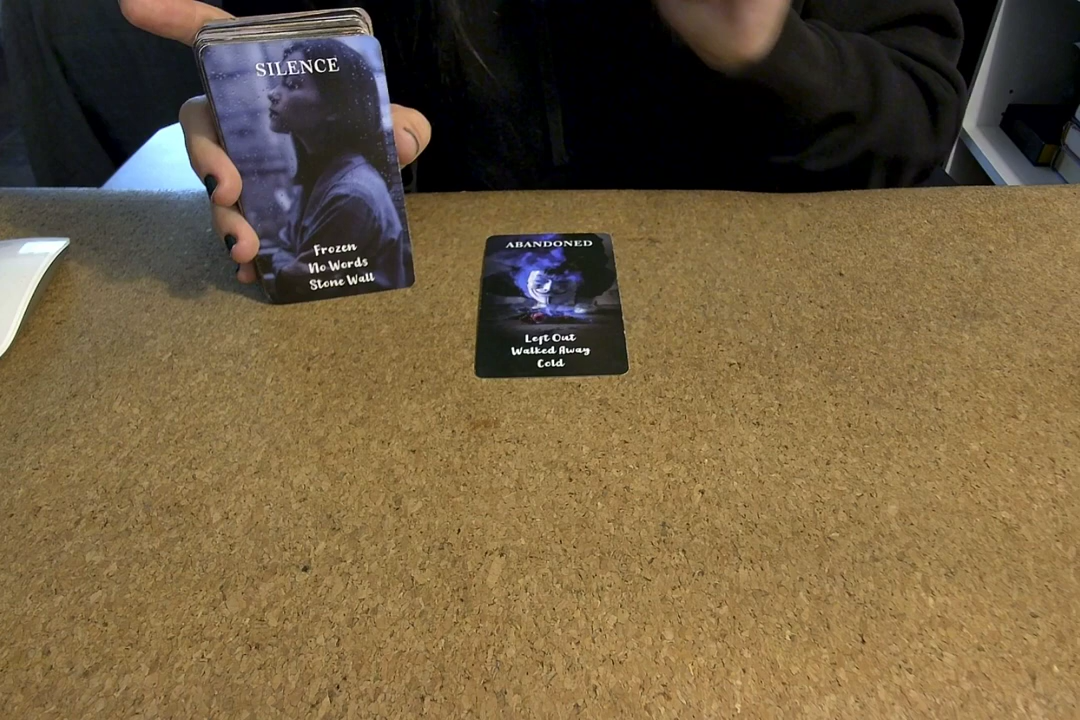 SILENCE
Frozen
No Words
Stone Wall
ABANDONED
Left Out
Walked Away
Cold